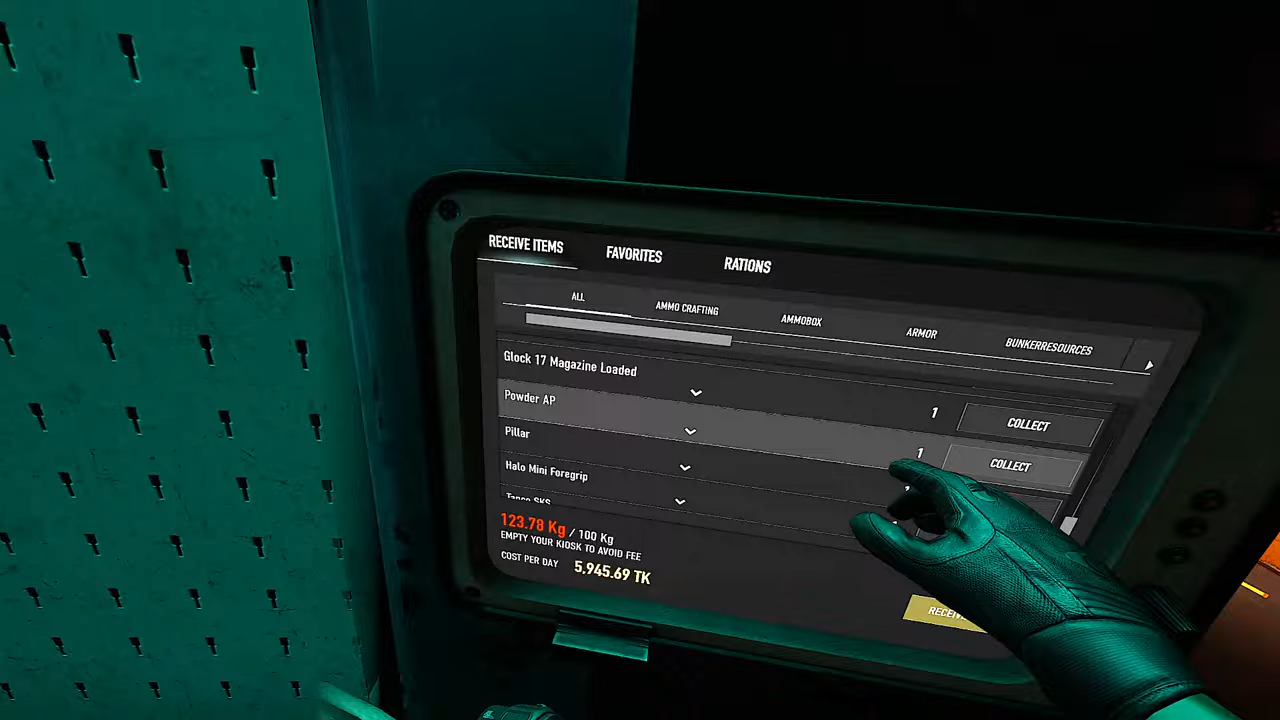 RECEIVE ITEMS FAVORITES RATIONS
ALL AMMO CRAFTING AMMOBOX ARMOR BUNKERRESOURCES
Glock 17 Magazine Loaded 1 COLLECT
Powder AP 1 COLLECT
Pillar
Halo Mini Foregrip
123.78 Kg / 100 Kg
EMPTY YOUR KIOSK TO AVOID FEE
COST PER DAY 5,945.69 TK